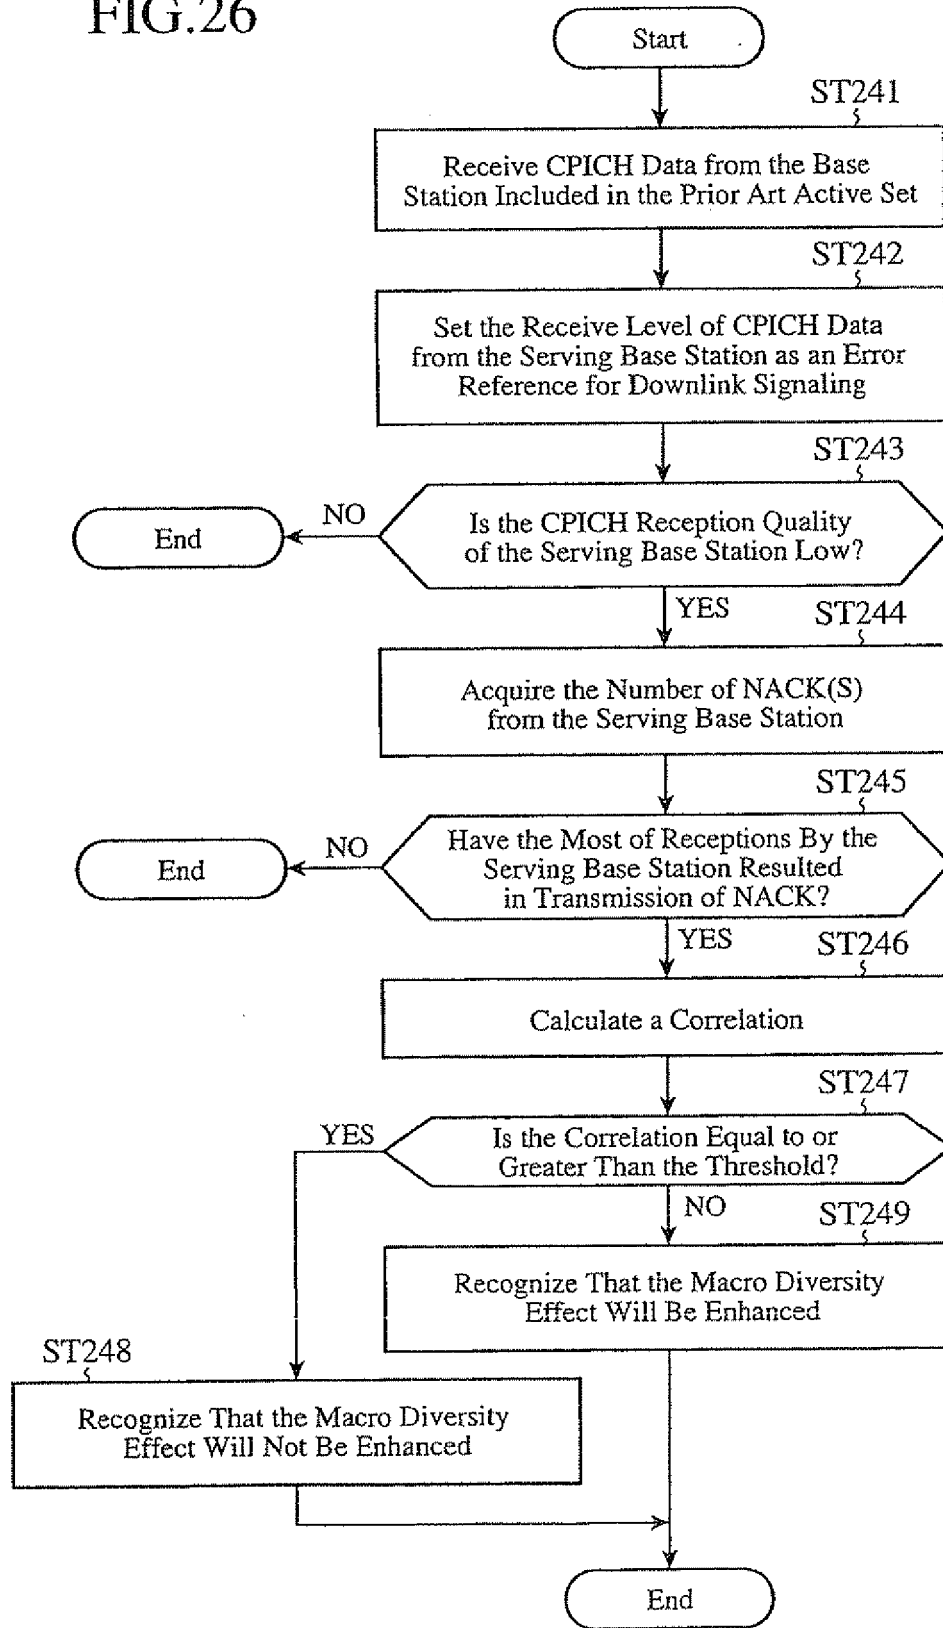 FIG.26
Start
ST241
Receive CPICH Data from the Base
Station Included in the Prior Art Active Set
ST242
Set the Receive Level of CPICH Data
from the Serving Base Station as an Error
Reference for Downlink Signaling
ST243
Is the CPICH Reception Quality
of the Serving Base Station Low?
NO
End
YES
ST244
Acquire the Number of NACK(S)
from the Serving Base Station
ST245
Have the Most of Receptions By the
Serving Base Station Resulted
in Transmission of NACK?
NO
End
YES
ST246
Calculate a Correlation
ST247
Is the Correlation Equal to or
Greater Than the Threshold?
YES
NO
ST249
Recognize That the Macro Diversity
Effect Will Be Enhanced
ST248
Recognize That the Macro Diversity
Effect Will Not Be Enhanced
End